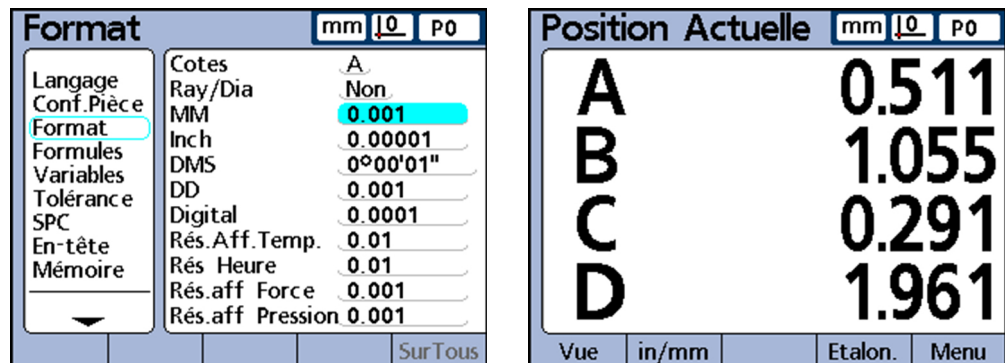 Format mm 0 P0
Langage
Conf.Pièce
Format
Formules
Variables
Tolérance
SPC
En-tête
Mémoire
Cotes A
Ray/Dia Non
MM 0.001
Inch 0.00001
DMS 0°00'01"
DD 0.001
Digital 0.0001
Rés.Aff.Temp. 0.01
Rés Heure 0.01
Rés.aff Force 0.001
Rés.aff Pression 0.001
SurTous
Position Actuelle mm 0 P0
A 0.511
B 1.055
C 0.291
D 1.961
Vue in/mm Etalon. Menu